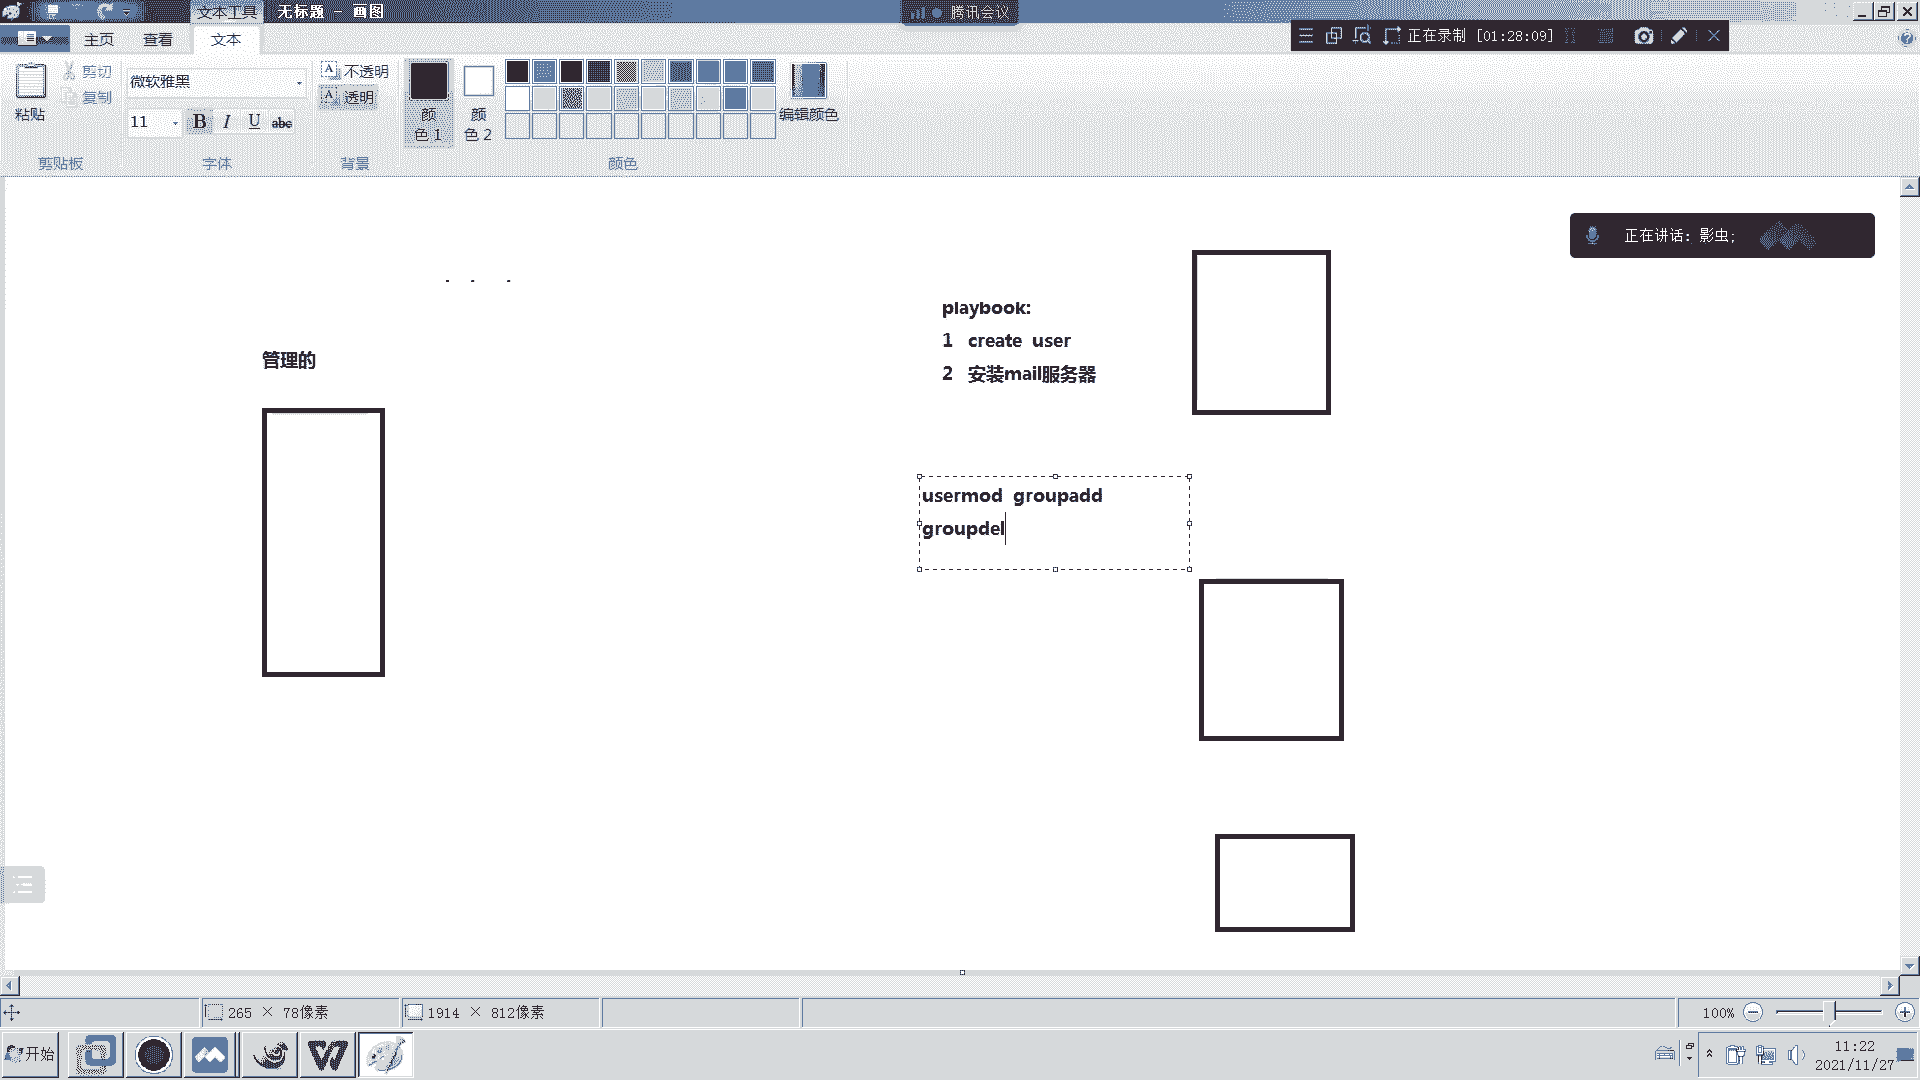 文本工具
无标题 - 画图
腾讯会议
主页
查看
文本
正在录制 [01:28:09]
剪切
复制
粘贴
微软雅黑
11
B I U abc
不透明
透明
颜色 1
颜色 2
编辑颜色
剪贴板
字体
背景
颜色
正在讲话: 影虫;
playbook:
1 create user
2 安装mail服务器
管理的
usermod groupadd
groupdel
265 × 78像素
1914 × 812像素
100%
开始
11:22
2021/11/27